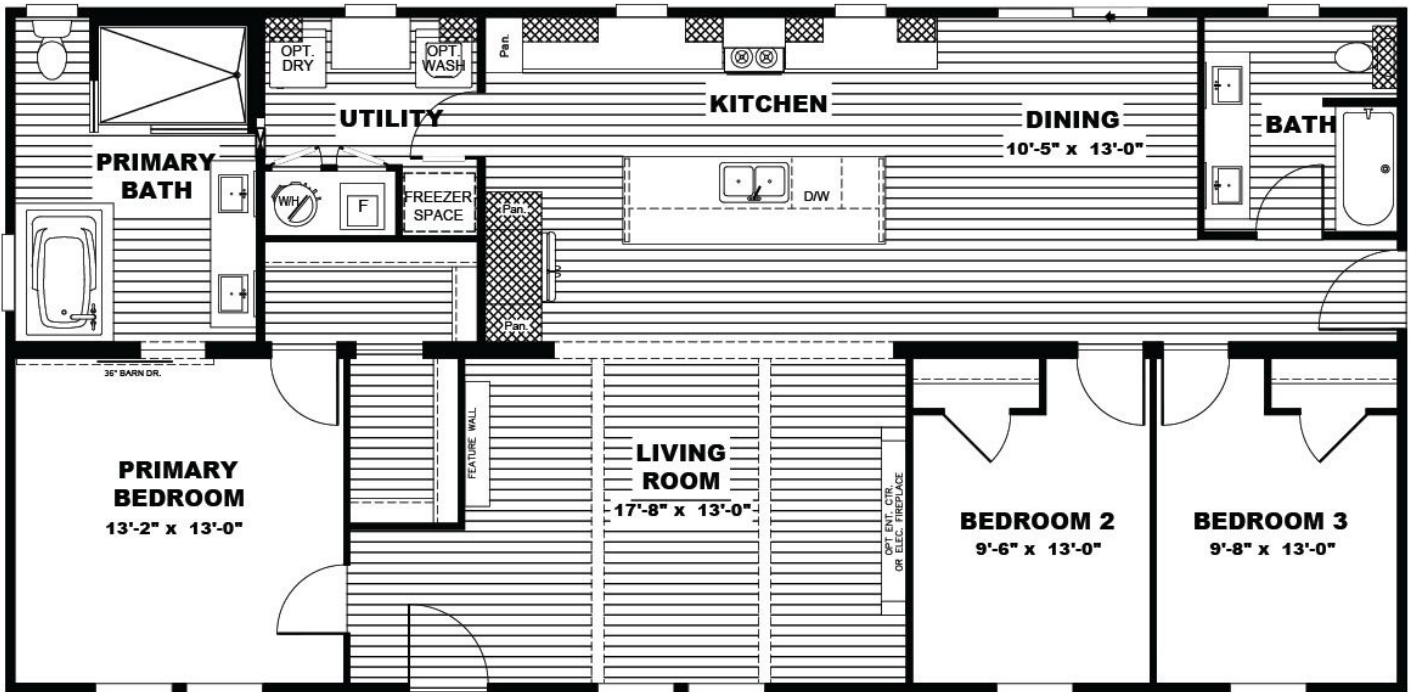 OPT.
DRY
OPT.
WASH
Pan.
KITCHEN
UTILITY
DINING
10'-5" x 13'-0"
BATH
PRIMARY
BATH
W/H
F
FREEZER
SPACE
D/W
Pan.
Pan.
36" BARN DR.
FEATURE WALL
LIVING
ROOM
17'-8" x 13'-0"
OPT ENT. CTR.
OR ELEC. FIREPLACE
PRIMARY
BEDROOM
13'-2" x 13'-0"
BEDROOM 2
9'-6" x 13'-0"
BEDROOM 3
9'-8" x 13'-0"